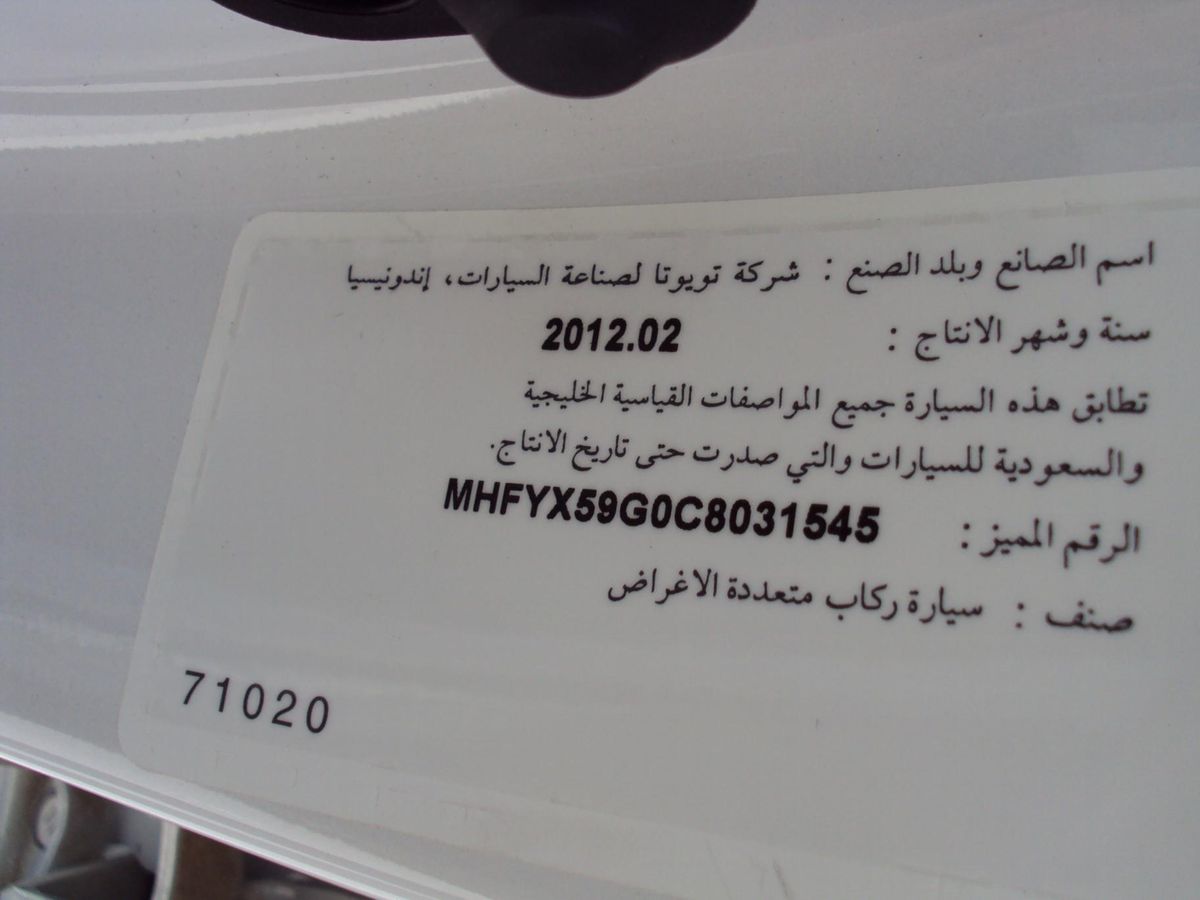 اسم الصانع وبلد الصنع : شركة تويوتا لصناعة السيارات، إندونيسيا
سنة وشهر الانتاج : 2012.02
تطابق هذه السيارة جميع المواصفات القياسية الخليجية
والسعودية للسيارات والتي صدرت حتى تاريخ الانتاج.
الرقم المميز : MHFYX59G0C8031545
صنف : سيارة ركاب متعددة الاغراض
71020